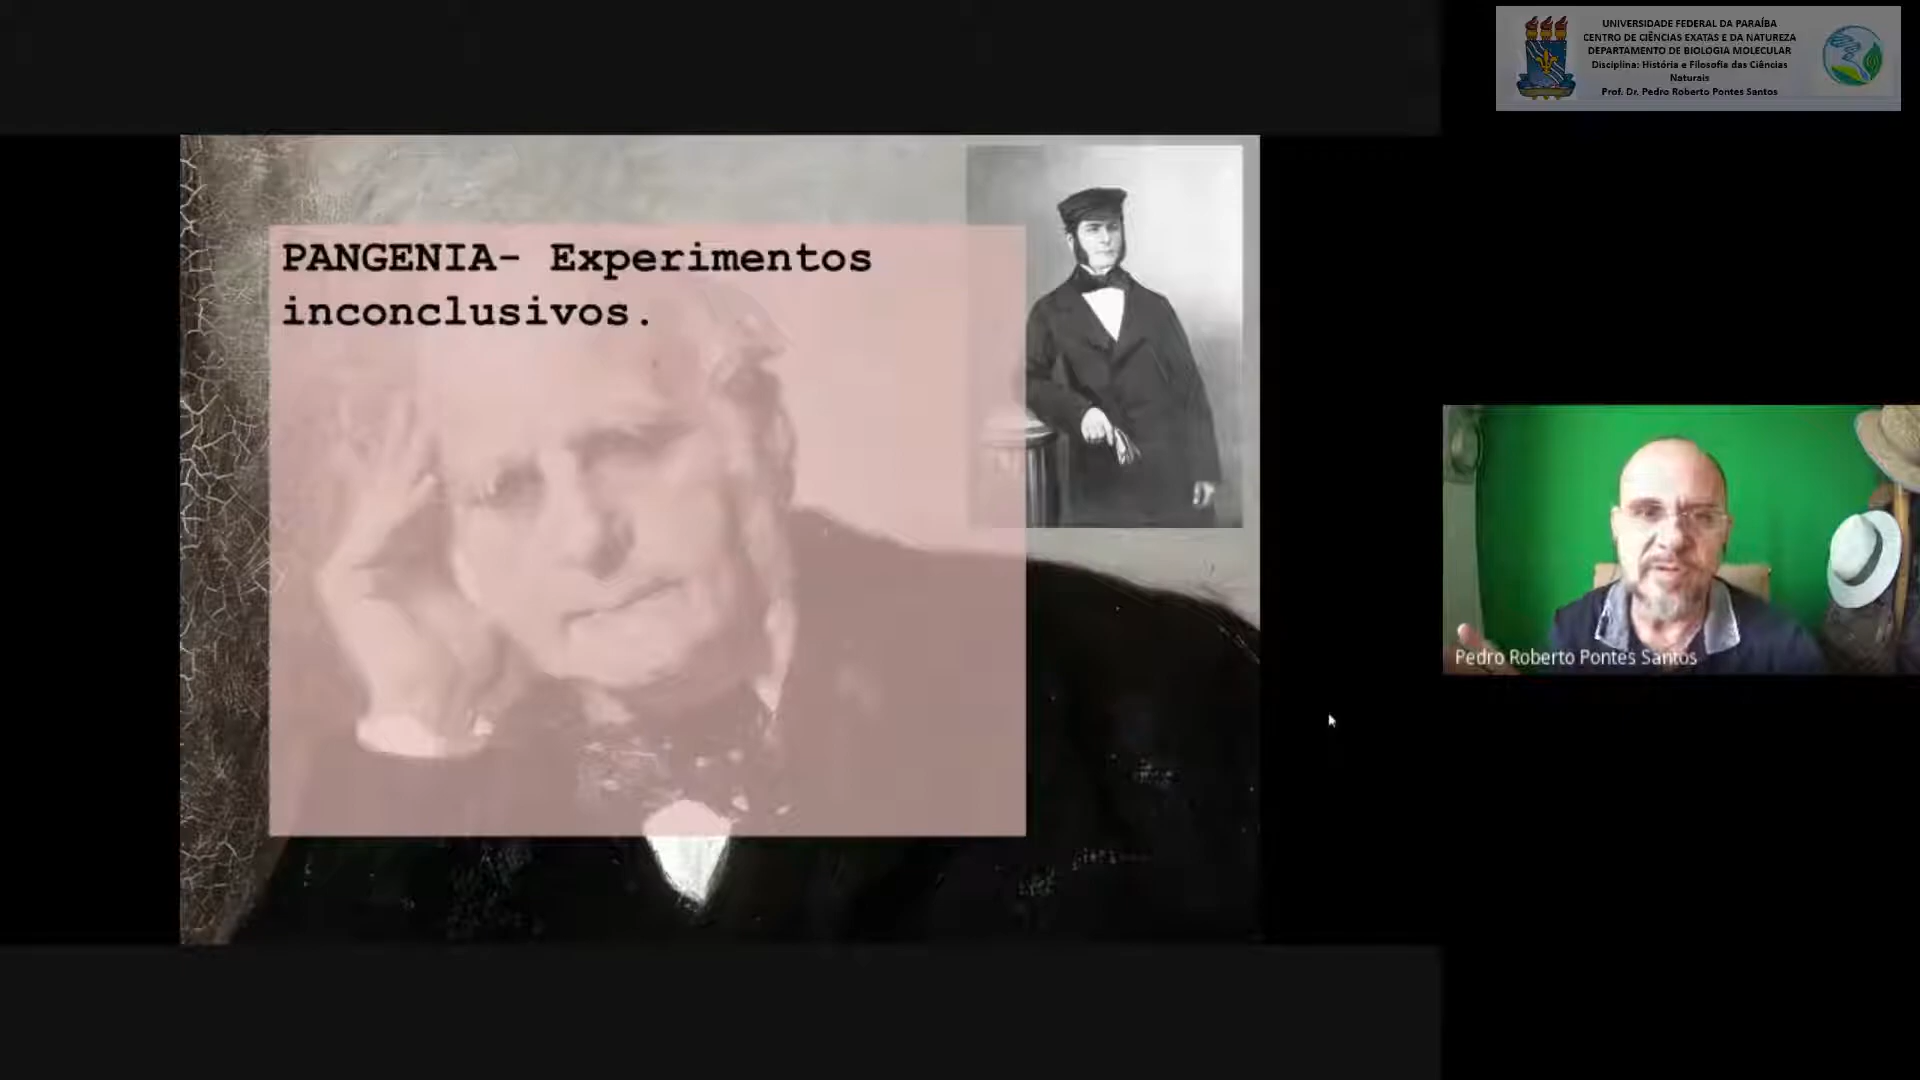 UNIVERSIDADE FEDERAL DA PARAÍBA
CENTRO DE CIÊNCIAS EXATAS E DA NATUREZA
DEPARTAMENTO DE BIOLOGIA MOLECULAR
Disciplina: História e Filosofia das Ciências
Naturais
Prof. Dr. Pedro Roberto Pontes Santos
PANGENIA- Experimentos
inconclusivos.
Pedro Roberto Pontes Santos